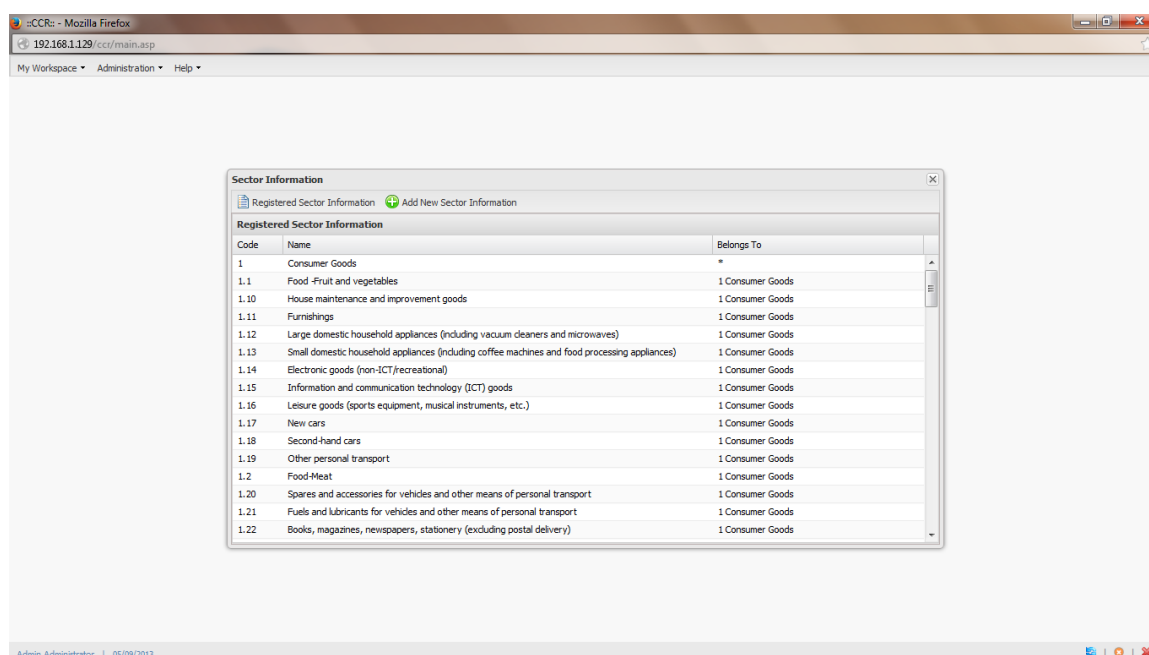 ::CCR:: - Mozilla Firefox
192.168.1.129/ccr/main.asp
My Workspace Administration Help
Sector Information
Registered Sector Information Add New Sector Information
Registered Sector Information
Code Name Belongs To
1 Consumer Goods *
1.1 Food -Fruit and vegetables 1 Consumer Goods
1.10 House maintenance and improvement goods 1 Consumer Goods
1.11 Furnishings 1 Consumer Goods
1.12 Large domestic household appliances (including vacuum cleaners and microwaves) 1 Consumer Goods
1.13 Small domestic household appliances (including coffee machines and food processing appliances) 1 Consumer Goods
1.14 Electronic goods (non-ICT/recreational) 1 Consumer Goods
1.15 Information and communication technology (ICT) goods 1 Consumer Goods
1.16 Leisure goods (sports equipment, musical instruments, etc.) 1 Consumer Goods
1.17 New cars 1 Consumer Goods
1.18 Second-hand cars 1 Consumer Goods
1.19 Other personal transport 1 Consumer Goods
1.2 Food-Meat 1 Consumer Goods
1.20 Spares and accessories for vehicles and other means of personal transport 1 Consumer Goods
1.21 Fuels and lubricants for vehicles and other means of personal transport 1 Consumer Goods
1.22 Books, magazines, newspapers, stationery (excluding postal delivery) 1 Consumer Goods
Admin Administrator | 05/09/2013